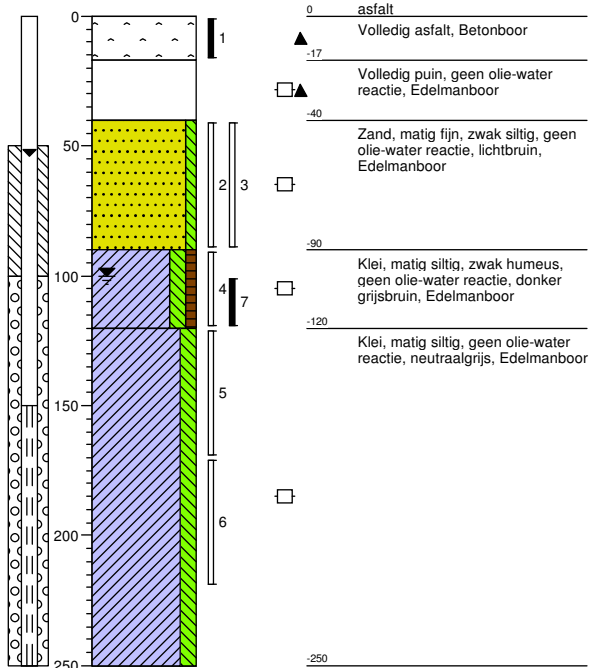 0
50
100
150
200
250
1
2
3
4
7
5
6
0
asfalt
Volledig asfalt, Betonboor
-17
Volledig puin, geen olie-water
reactie, Edelmanboor
-40
Zand, matig fijn, zwak siltig, geen
olie-water reactie, lichtbruin,
Edelmanboor
-90
Klei, matig siltig, zwak humeus,
geen olie-water reactie, donker
grijsbruin, Edelmanboor
-120
Klei, matig siltig, geen olie-water
reactie, neutraalgrijs, Edelmanboor
-250